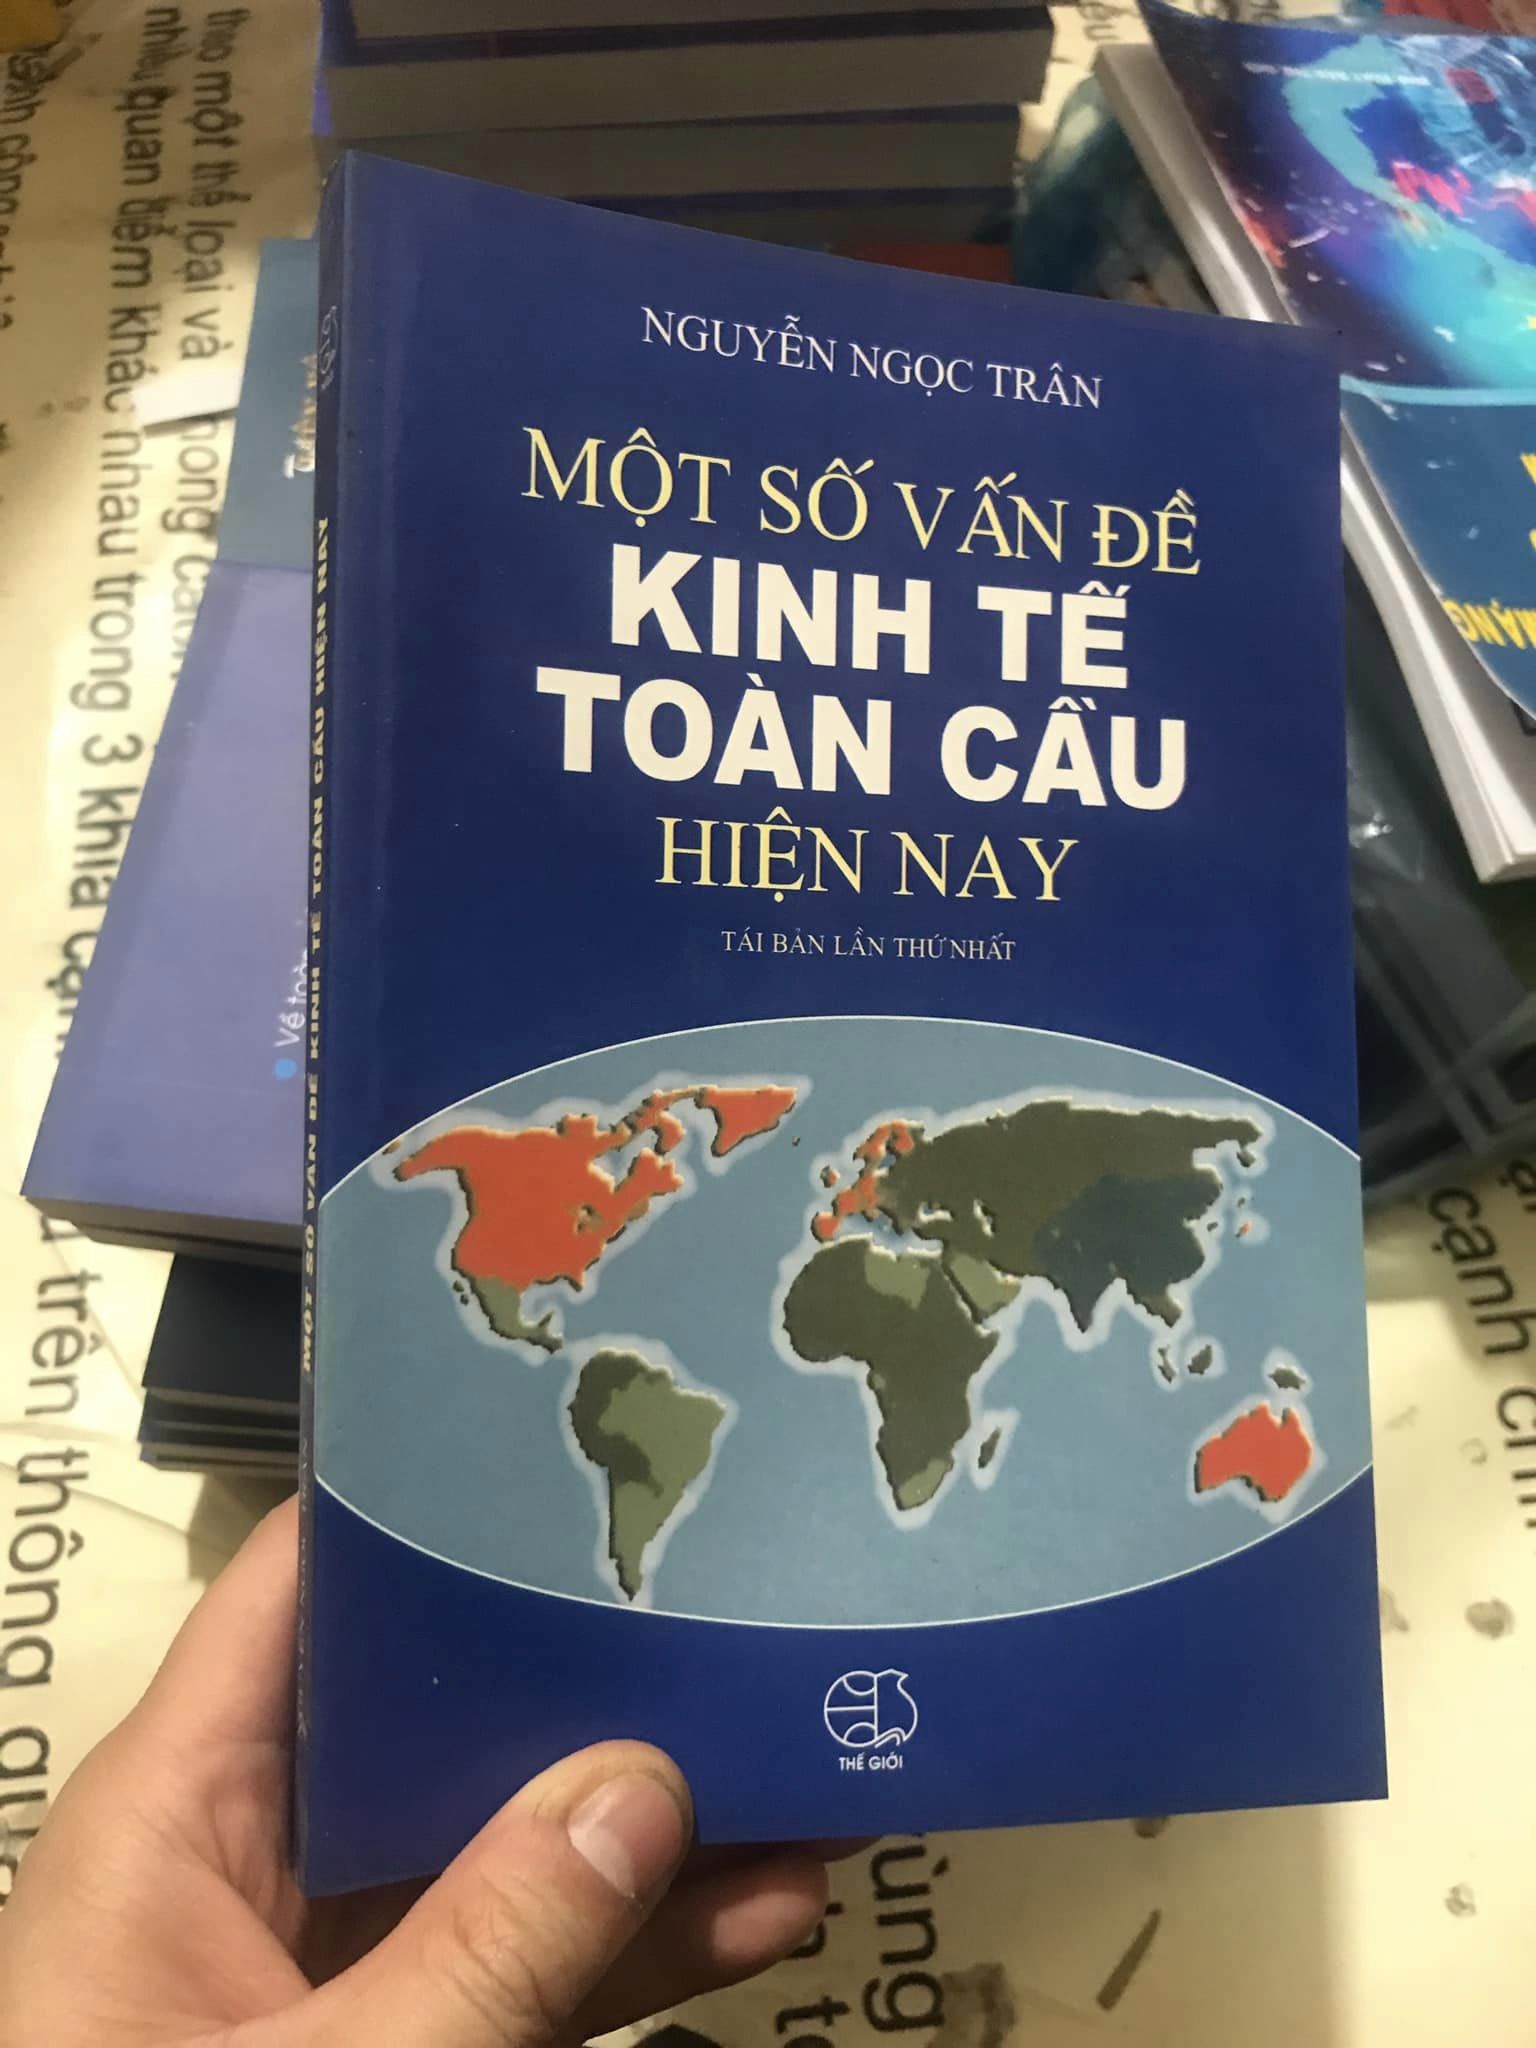 NGUYỄN NGỌC TRÂN
MỘT SỐ VẤN ĐỀ
KINH TẾ
TOÀN CẦU
HIỆN NAY
TÁI BẢN LẦN THỨ NHẤT
THẾ GIỚI
MỘT SỐ VẤN ĐỀ KINH TẾ TOÀN CẦU HIỆN NAY
theo một thể loại và
nhiều quan điểm khác nhau trong 3 khía cạnh
trên thông qua
cạnh